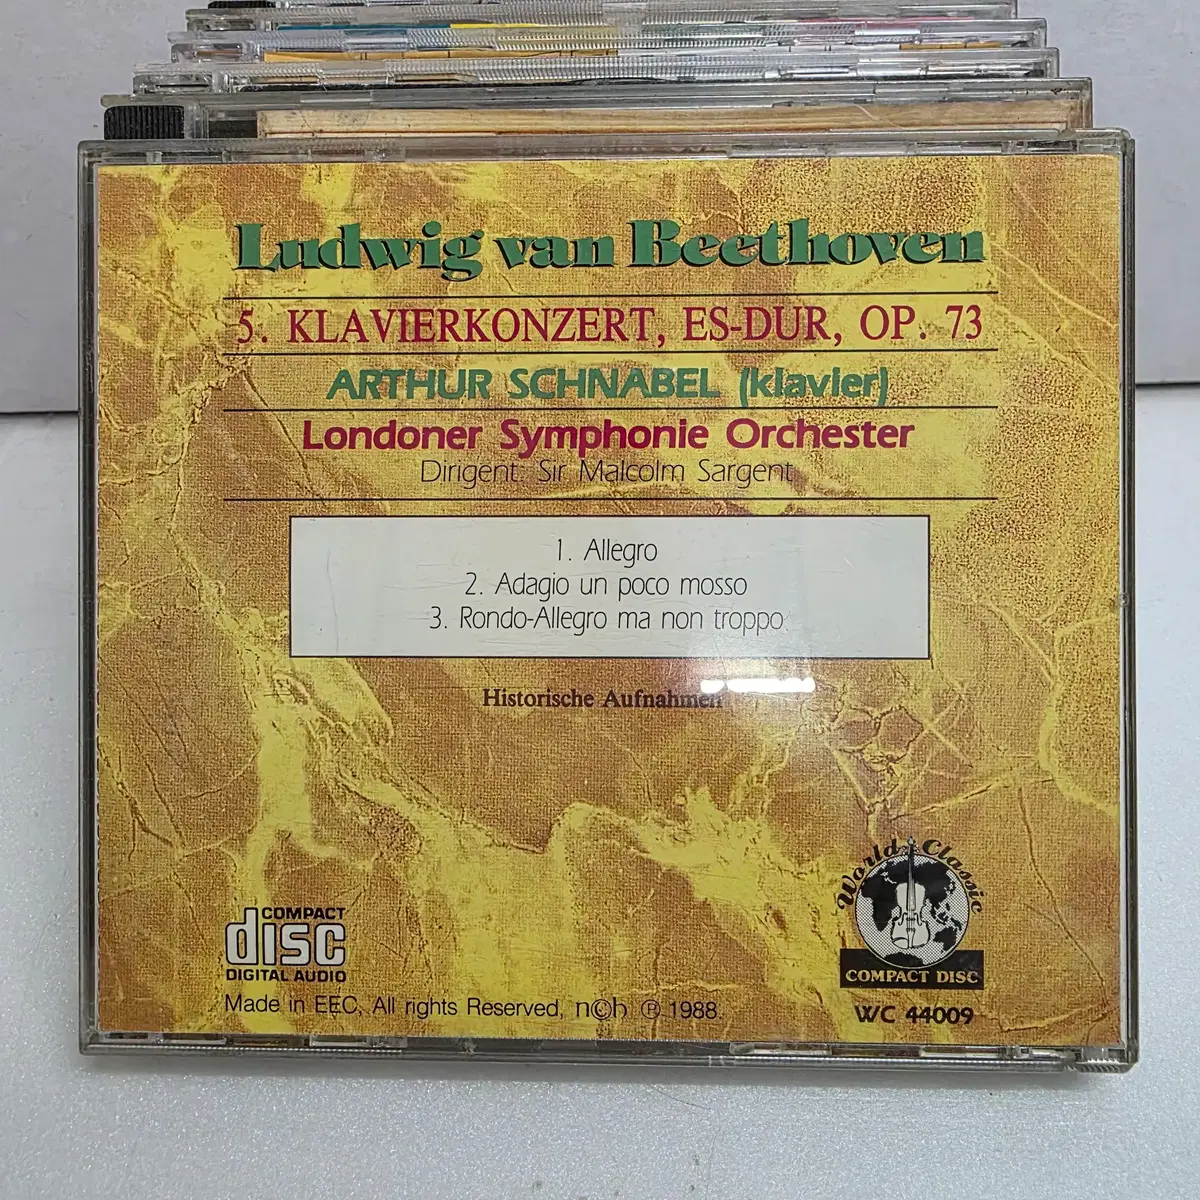 Ludwig van Beethoven
5. KLAVIERKONZERT, ES-DUR, OP. 73
ARTHUR SCHNABEL (klavier)
Londoner Symphonie Orchester
Dirigent: Sir Malcolm Sargent
1. Allegro
2. Adagio un poco mosso
3. Rondo-Allegro ma non troppo
Historische Aufnahmen
World Classic
COMPACT DISC
WC 44009
COMPACT
disc
DIGITAL AUDIO
Made in EEC, All rights Reserved, n©b ℗ 1988.